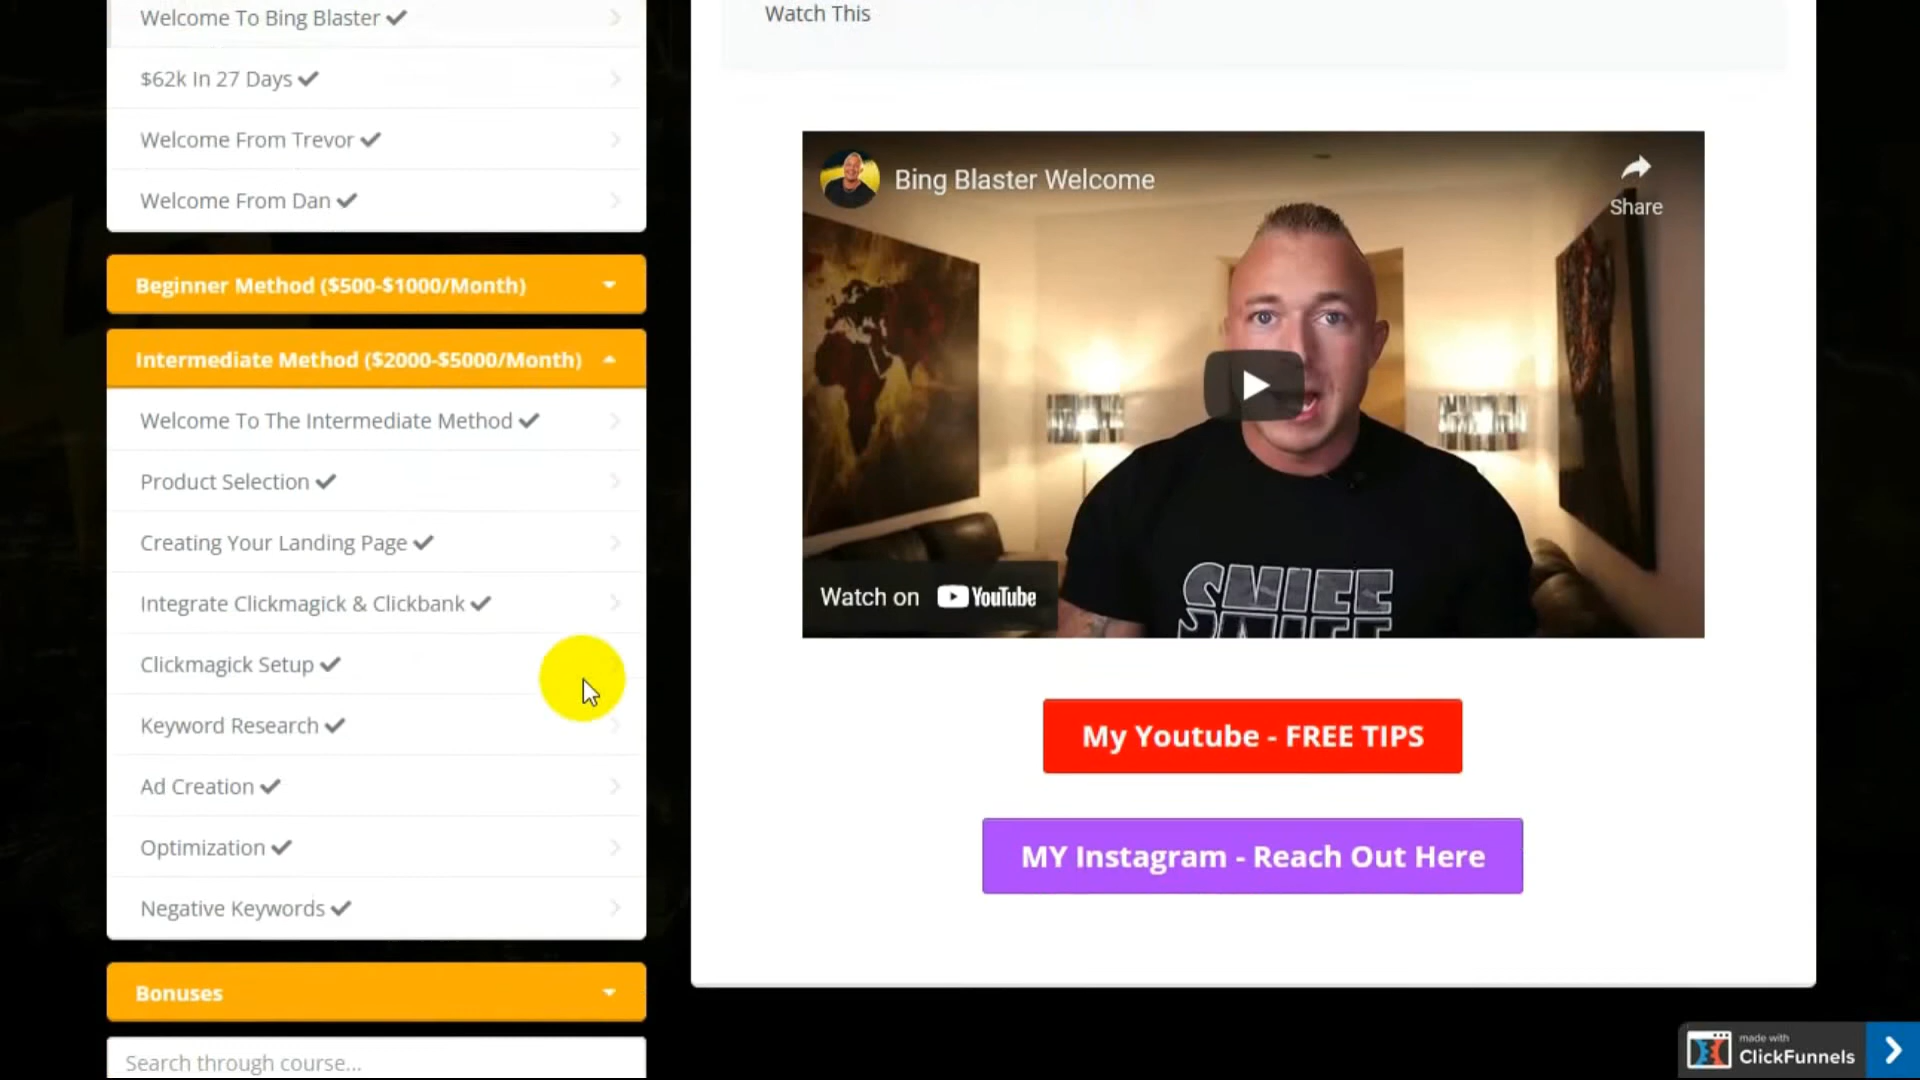 Welcome To Bing Blaster
$62k In 27 Days
Welcome From Trevor
Welcome From Dan
Beginner Method ($500-$1000/Month)
Intermediate Method ($2000-$5000/Month)
Welcome To The Intermediate Method
Product Selection
Creating Your Landing Page
Integrate Clickmagick & Clickbank
Clickmagick Setup
Keyword Research
Ad Creation
Optimization
Negative Keywords
Bonuses
Search through course...
Watch This
Bing Blaster Welcome
Share
Watch on YouTube
My Youtube - FREE TIPS
MY Instagram - Reach Out Here
made with
ClickFunnels